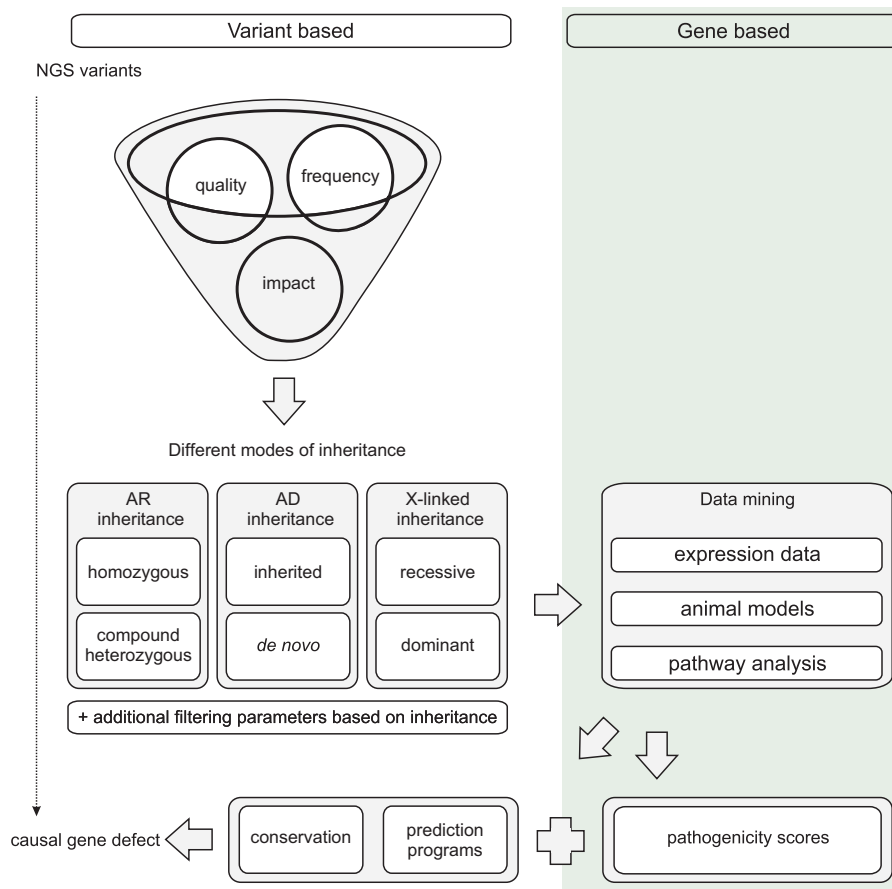 Variant based
Gene based
NGS variants
quality
frequency
impact
Different modes of inheritance
AR
inheritance
homozygous
compound
heterozygous
AD
inheritance
inherited
de novo
X-linked
inheritance
recessive
dominant
+ additional filtering parameters based on inheritance
Data mining
expression data
animal models
pathway analysis
causal gene defect
conservation
prediction
programs
pathogenicity scores